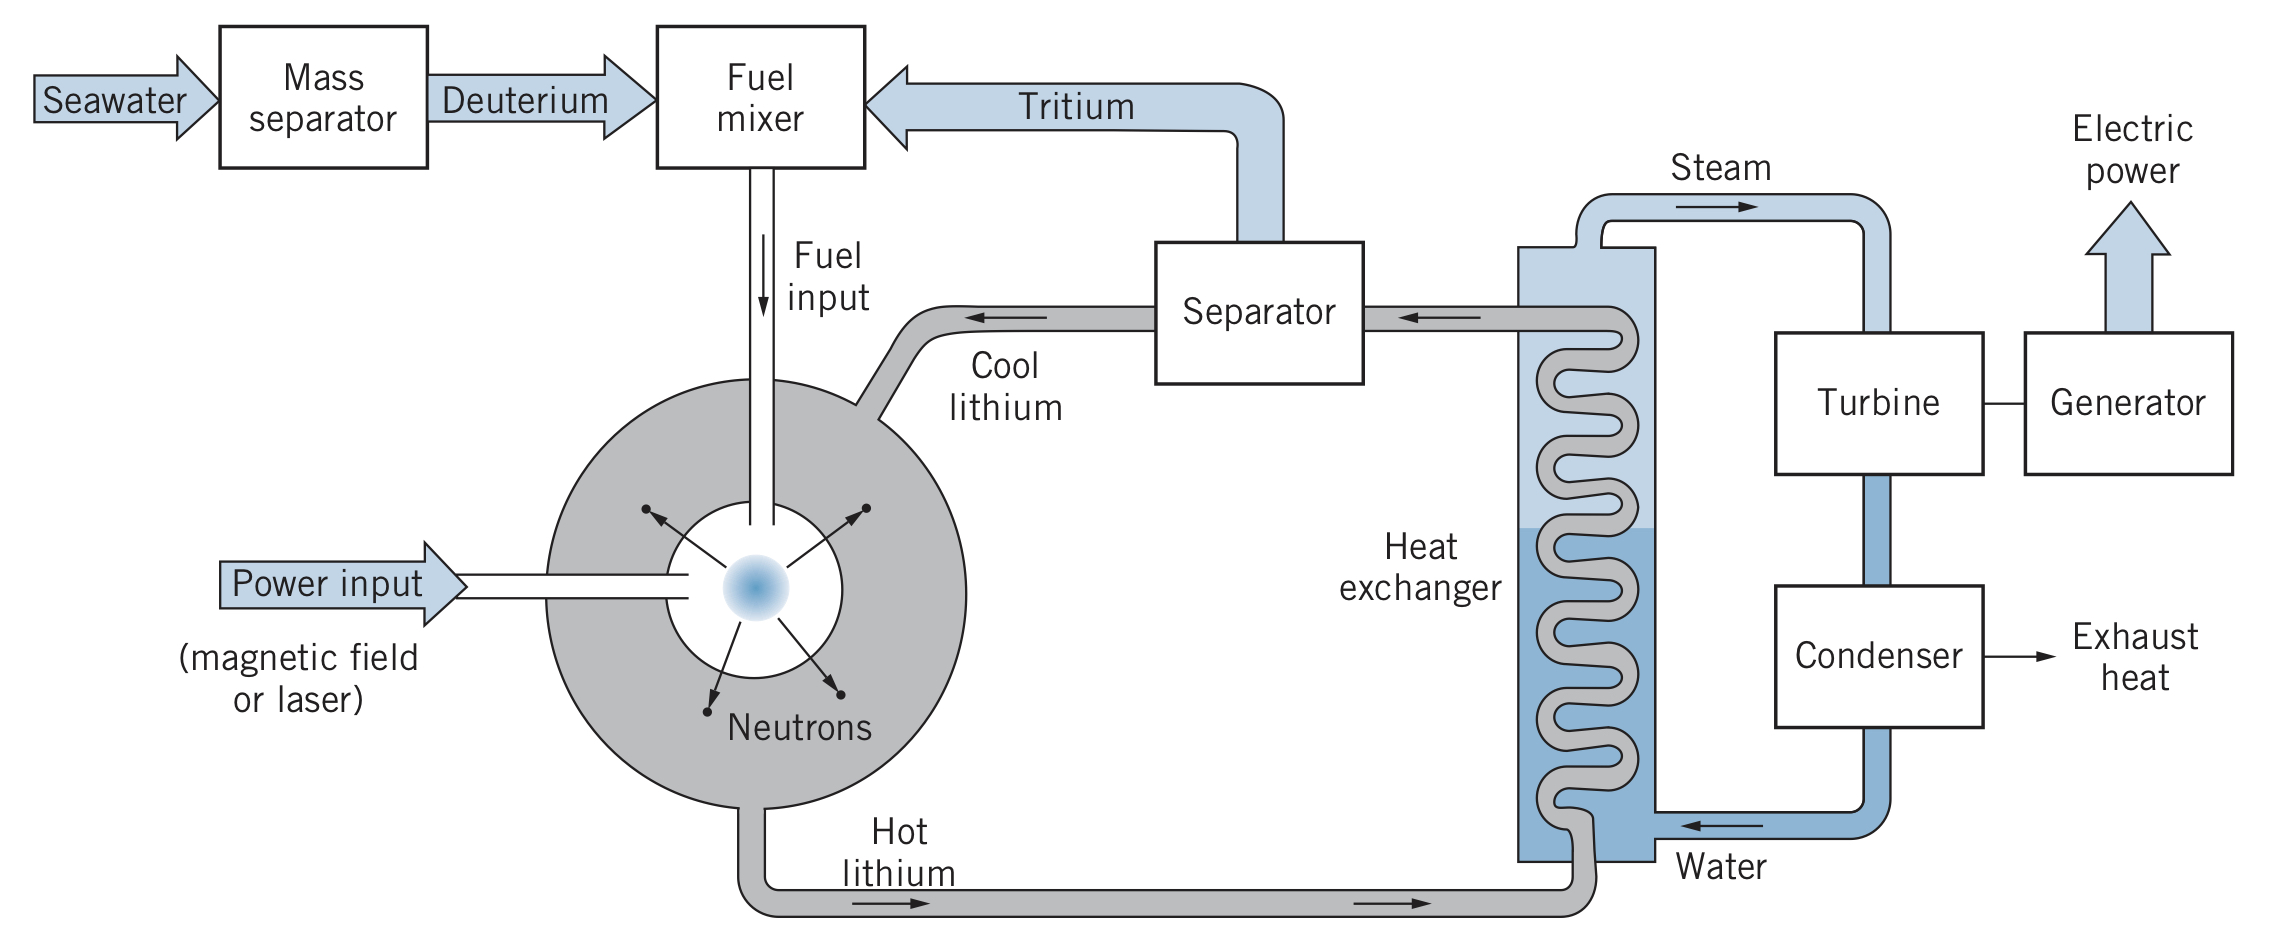 Seawater
Mass
separator
Deuterium
Fuel
mixer
Tritium
Electric
power
Steam
Fuel
input
Separator
Cool
lithium
Turbine
Generator
Heat
exchanger
Power input
(magnetic field
or laser)
Neutrons
Condenser
Exhaust
heat
Hot
lithium
Water